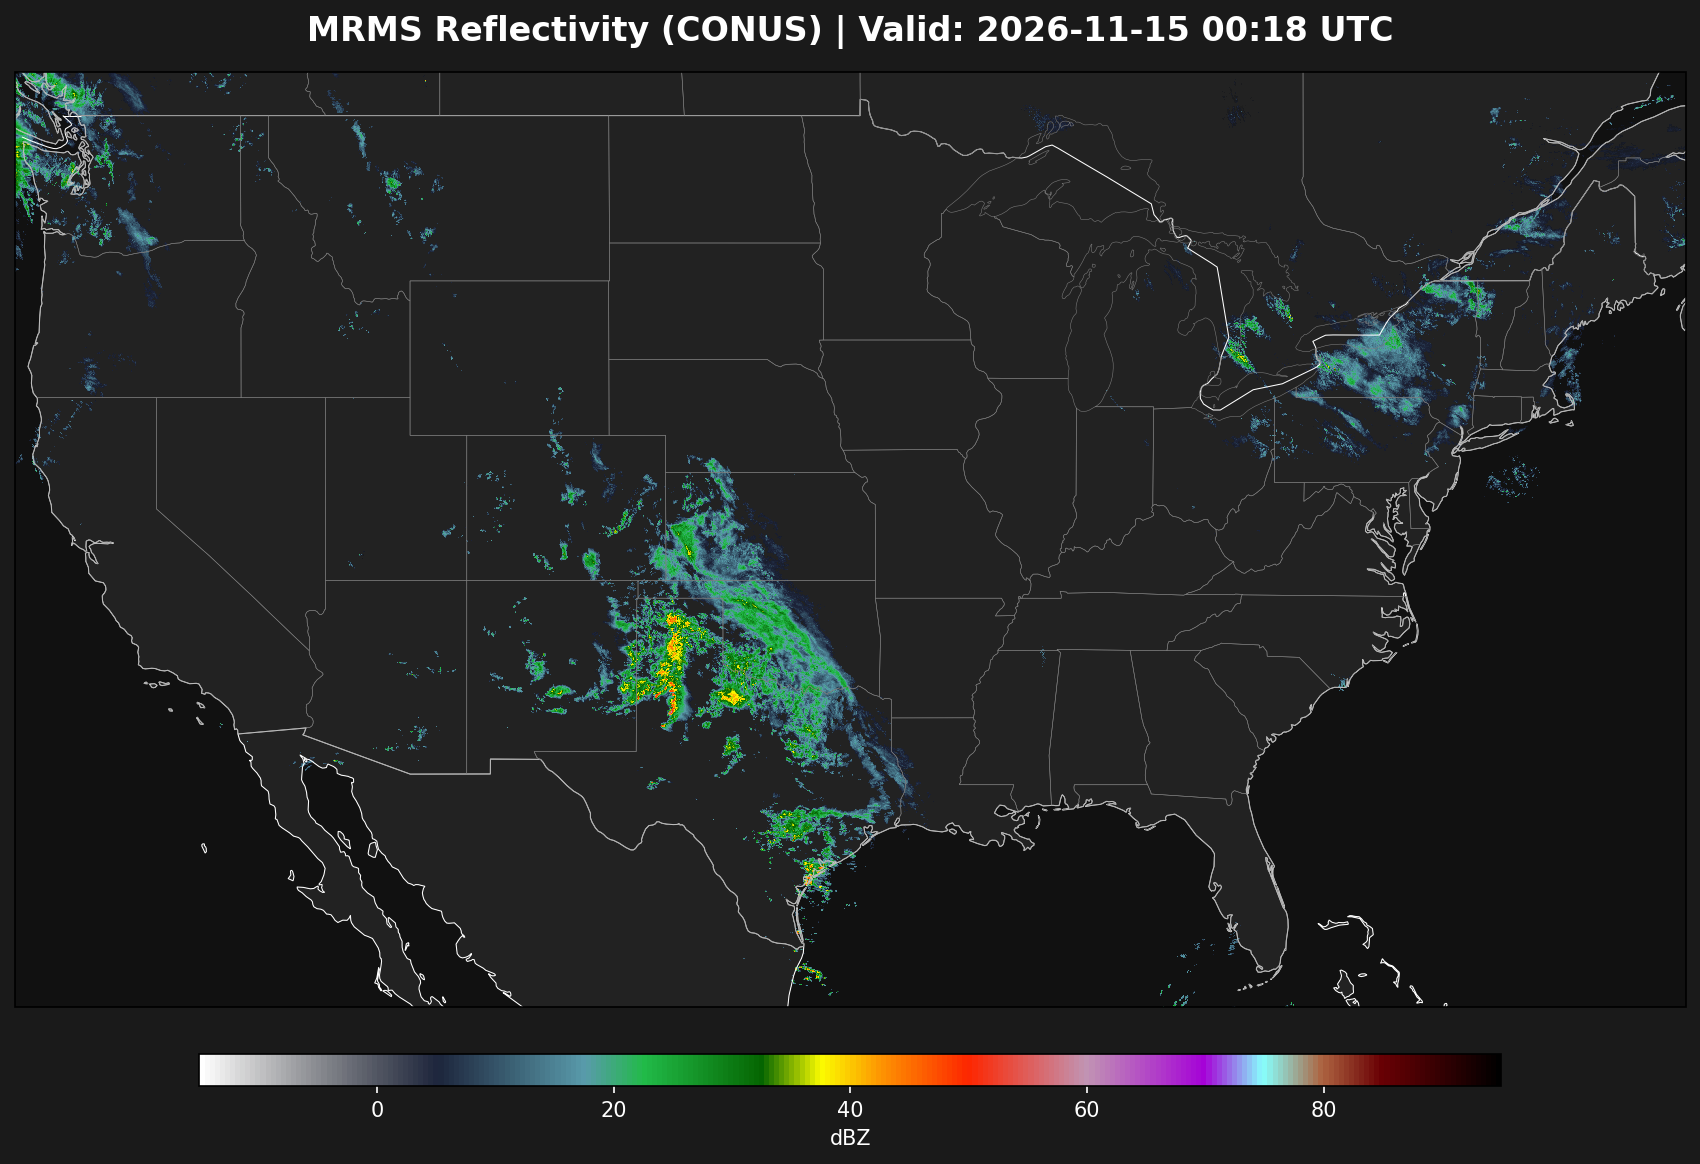 MRMS Reflectivity (CONUS) | Valid: 2026-11-15 00:18 UTC
0 20 40 60 80
dBZ